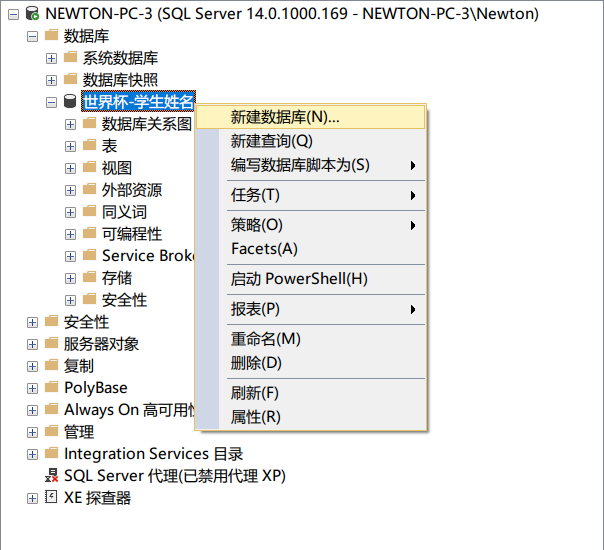 NEWTON-PC-3 (SQL Server 14.0.1000.169 - NEWTON-PC-3\Newton)
数据库
系统数据库
数据库快照
世界杯-学生姓名
数据库关系图
表
视图
外部资源
同义词
可编程性
Service Broke
存储
安全性
安全性
服务器对象
复制
PolyBase
Always On 高可用性
管理
Integration Services 目录
SQL Server 代理(已禁用代理 XP)
XE 探查器
新建数据库(N)...
新建查询(Q)
编写数据库脚本为(S)
任务(T)
策略(O)
Facets(A)
启动 PowerShell(H)
报表(P)
重命名(M)
删除(D)
刷新(F)
属性(R)